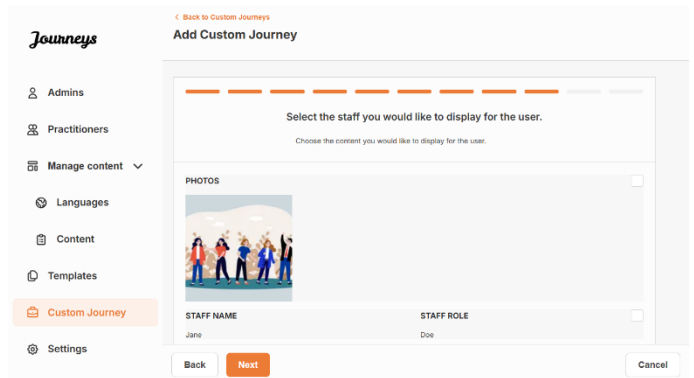 Journeys
Admins
Practitioners
Manage content
Languages
Content
Templates
Custom Journey
Settings
< Back to Custom Journeys
Add Custom Journey
Select the staff you would like to display for the user.
Choose the content you would like to display for the user.
PHOTOS
STAFF NAME STAFF ROLE
Jane Doe
Back Next Cancel